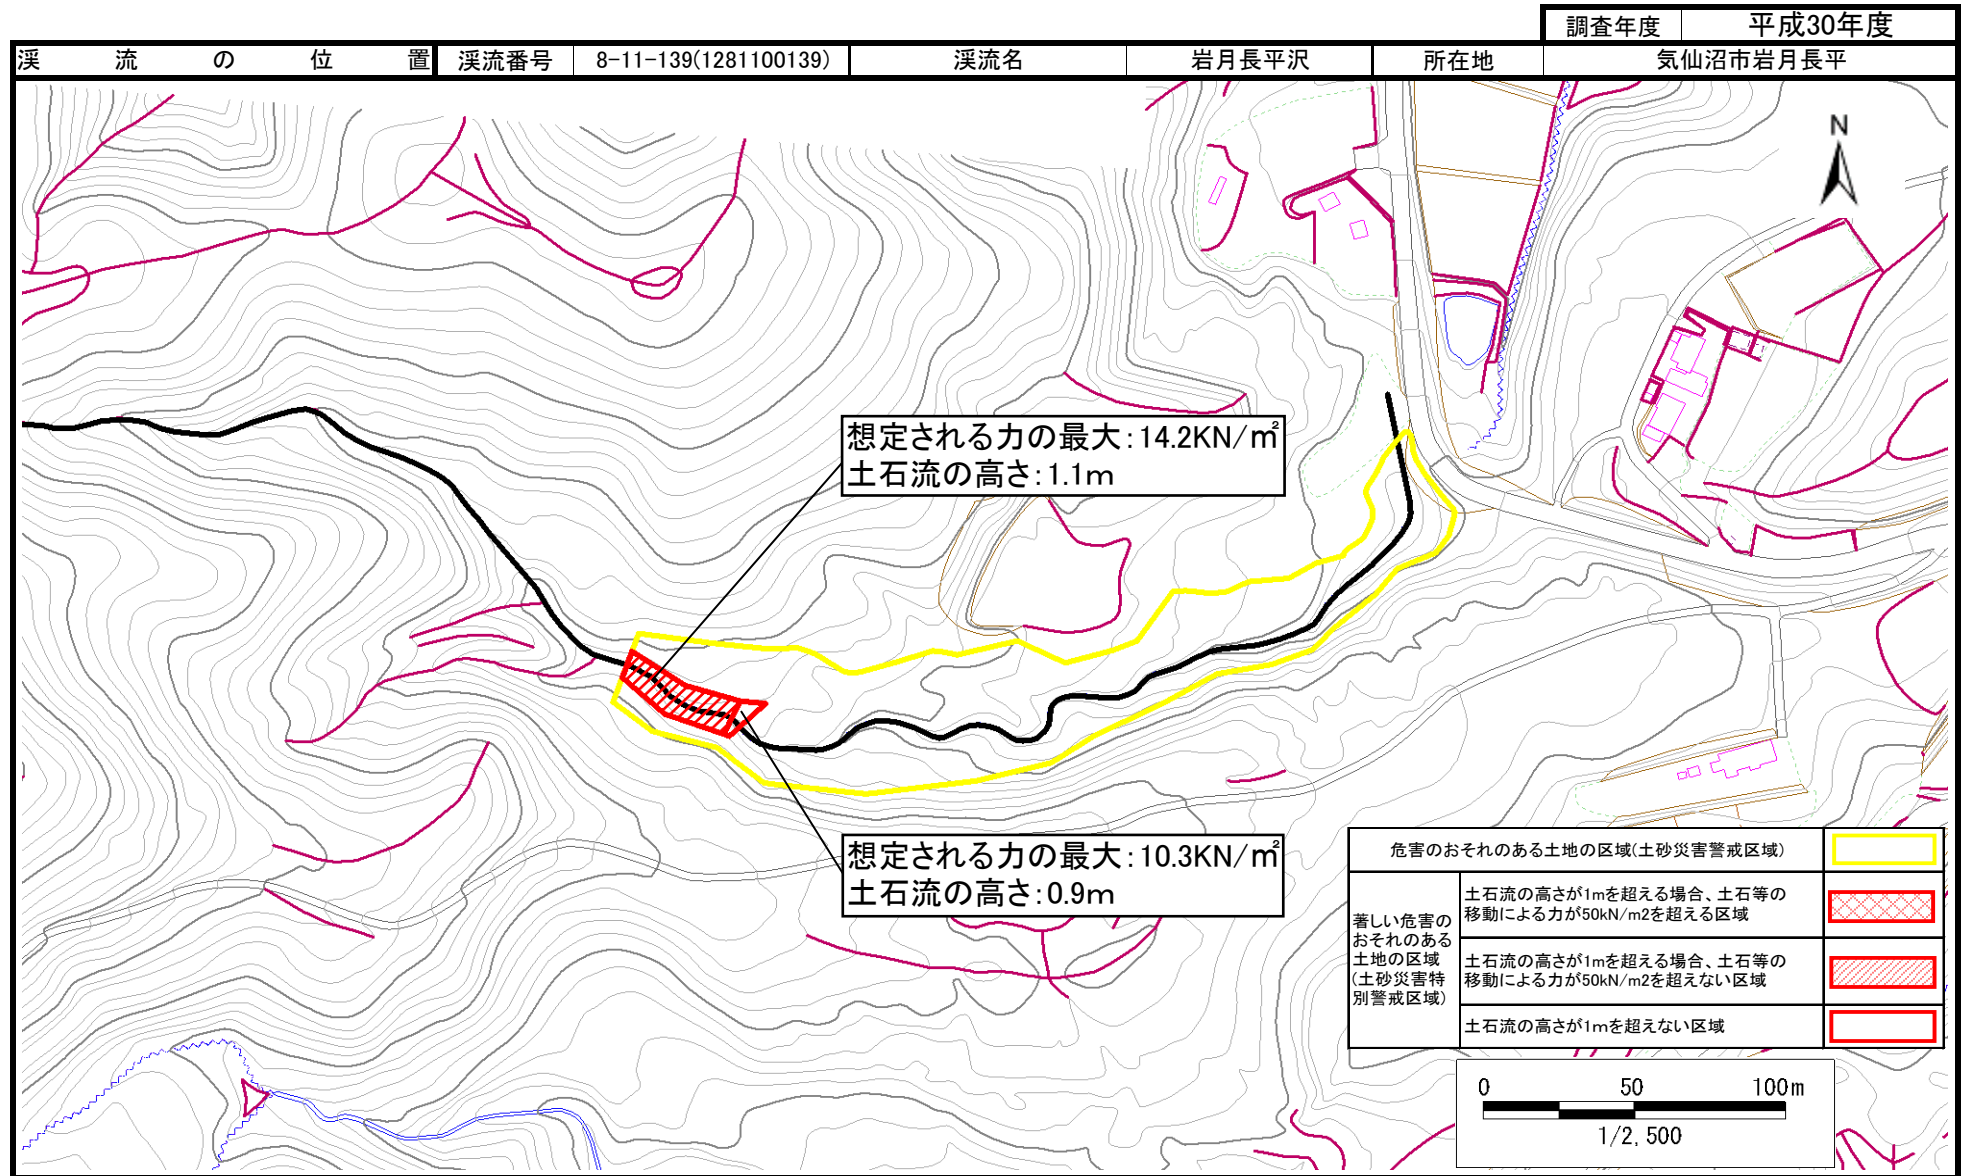 調査年度 平成30年度
渓流の位置 渓流番号 8-11-139(1281100139) 渓流名 岩月長平沢 所在地 気仙沼市岩月長平
N
想定される力の最大:14.2KN/㎡
土石流の高さ:1.1m
想定される力の最大:10.3KN/㎡
土石流の高さ:0.9m
危害のおそれのある土地の区域(土砂災害警戒区域)
著しい危害の
おそれのある
土地の区域
(土砂災害特
別警戒区域)
土石流の高さが1mを超える場合、土石等の
移動による力が50kN/m2を超える区域
土石流の高さが1mを超える場合、土石等の
移動による力が50kN/m2を超えない区域
土石流の高さが1mを超えない区域
0 50 100m
1/2,500